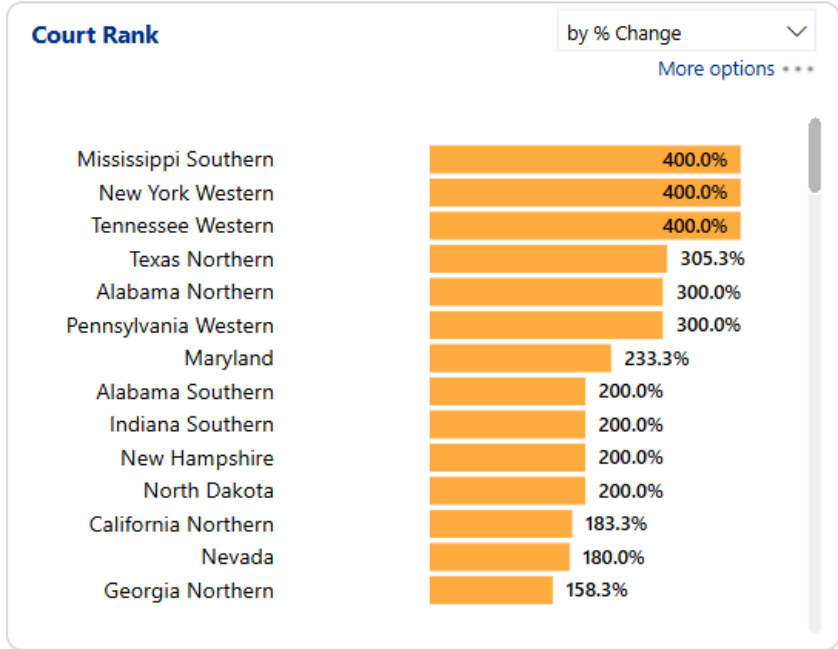 Court Rank
by % Change
More options
Mississippi Southern 400.0%
New York Western 400.0%
Tennessee Western 400.0%
Texas Northern 305.3%
Alabama Northern 300.0%
Pennsylvania Western 300.0%
Maryland 233.3%
Alabama Southern 200.0%
Indiana Southern 200.0%
New Hampshire 200.0%
North Dakota 200.0%
California Northern 183.3%
Nevada 180.0%
Georgia Northern 158.3%